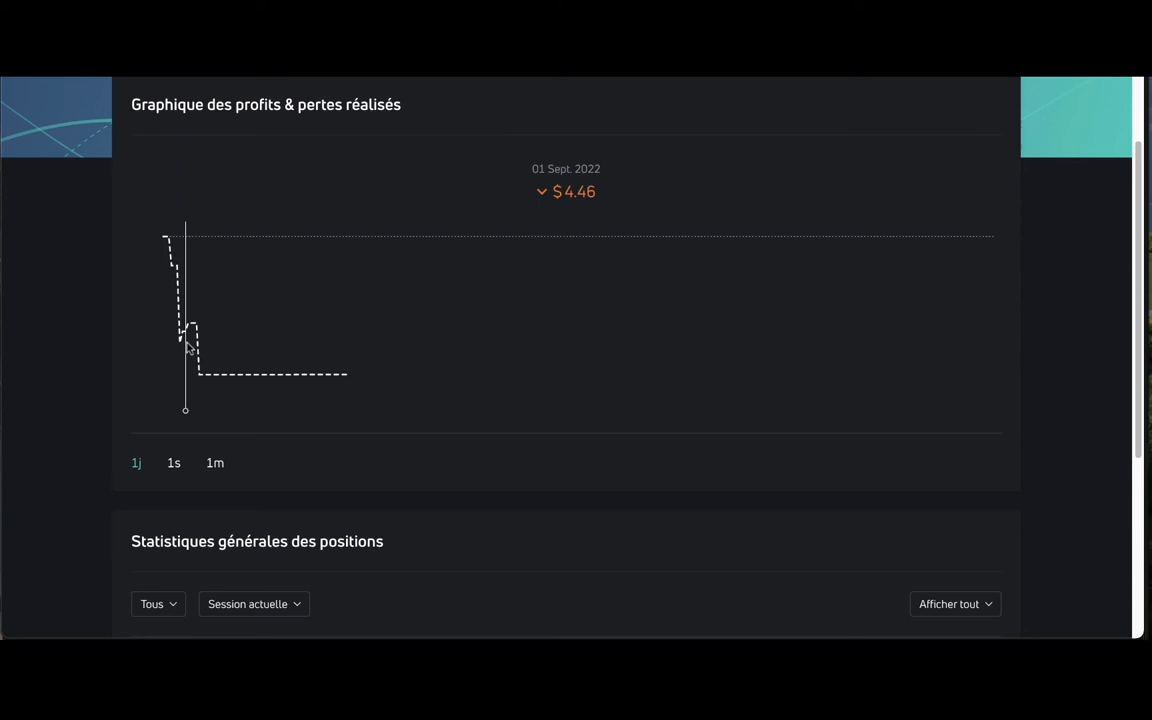 Graphique des profits & pertes réalisés
01 Sept. 2022
$4.46
1j 1s 1m
Statistiques générales des positions
Tous Session actuelle Afficher tout